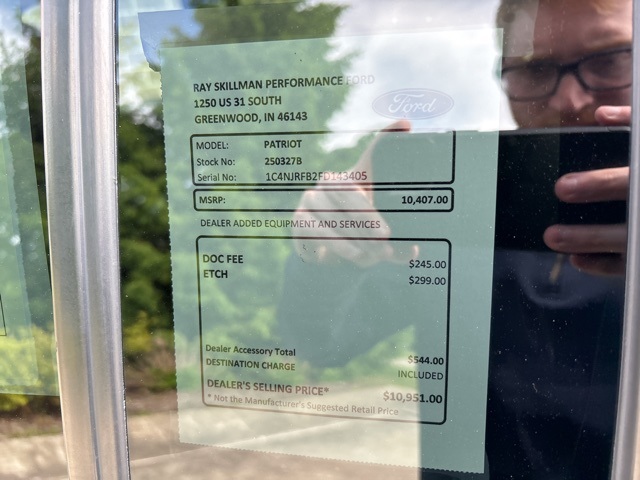 RAY SKILLMAN PERFORMANCE FORD
1250 US 31 SOUTH
GREENWOOD, IN 46143
Ford
MODEL: PATRIOT
Stock No: 250327B
Serial No: 1C4NJRFB2FD143405
MSRP: 10,407.00
DEALER ADDED EQUIPMENT AND SERVICES
DOC FEE $245.00
ETCH $299.00
Dealer Accessory Total $544.00
DESTINATION CHARGE INCLUDED
DEALER'S SELLING PRICE* $10,951.00
* Not the Manufacturer's Suggested Retail Price